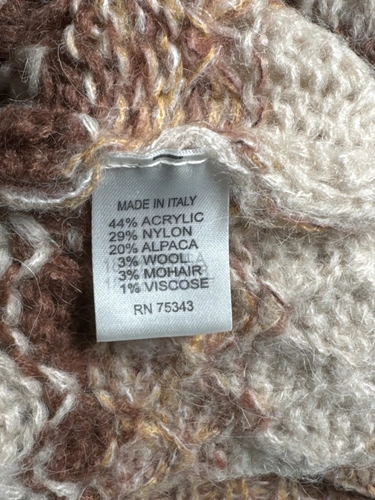 MADE IN ITALY
44% ACRYLIC
29% NYLON
20% ALPACA
3% WOOL
3% MOHAIR
1% VISCOSE
RN 75343